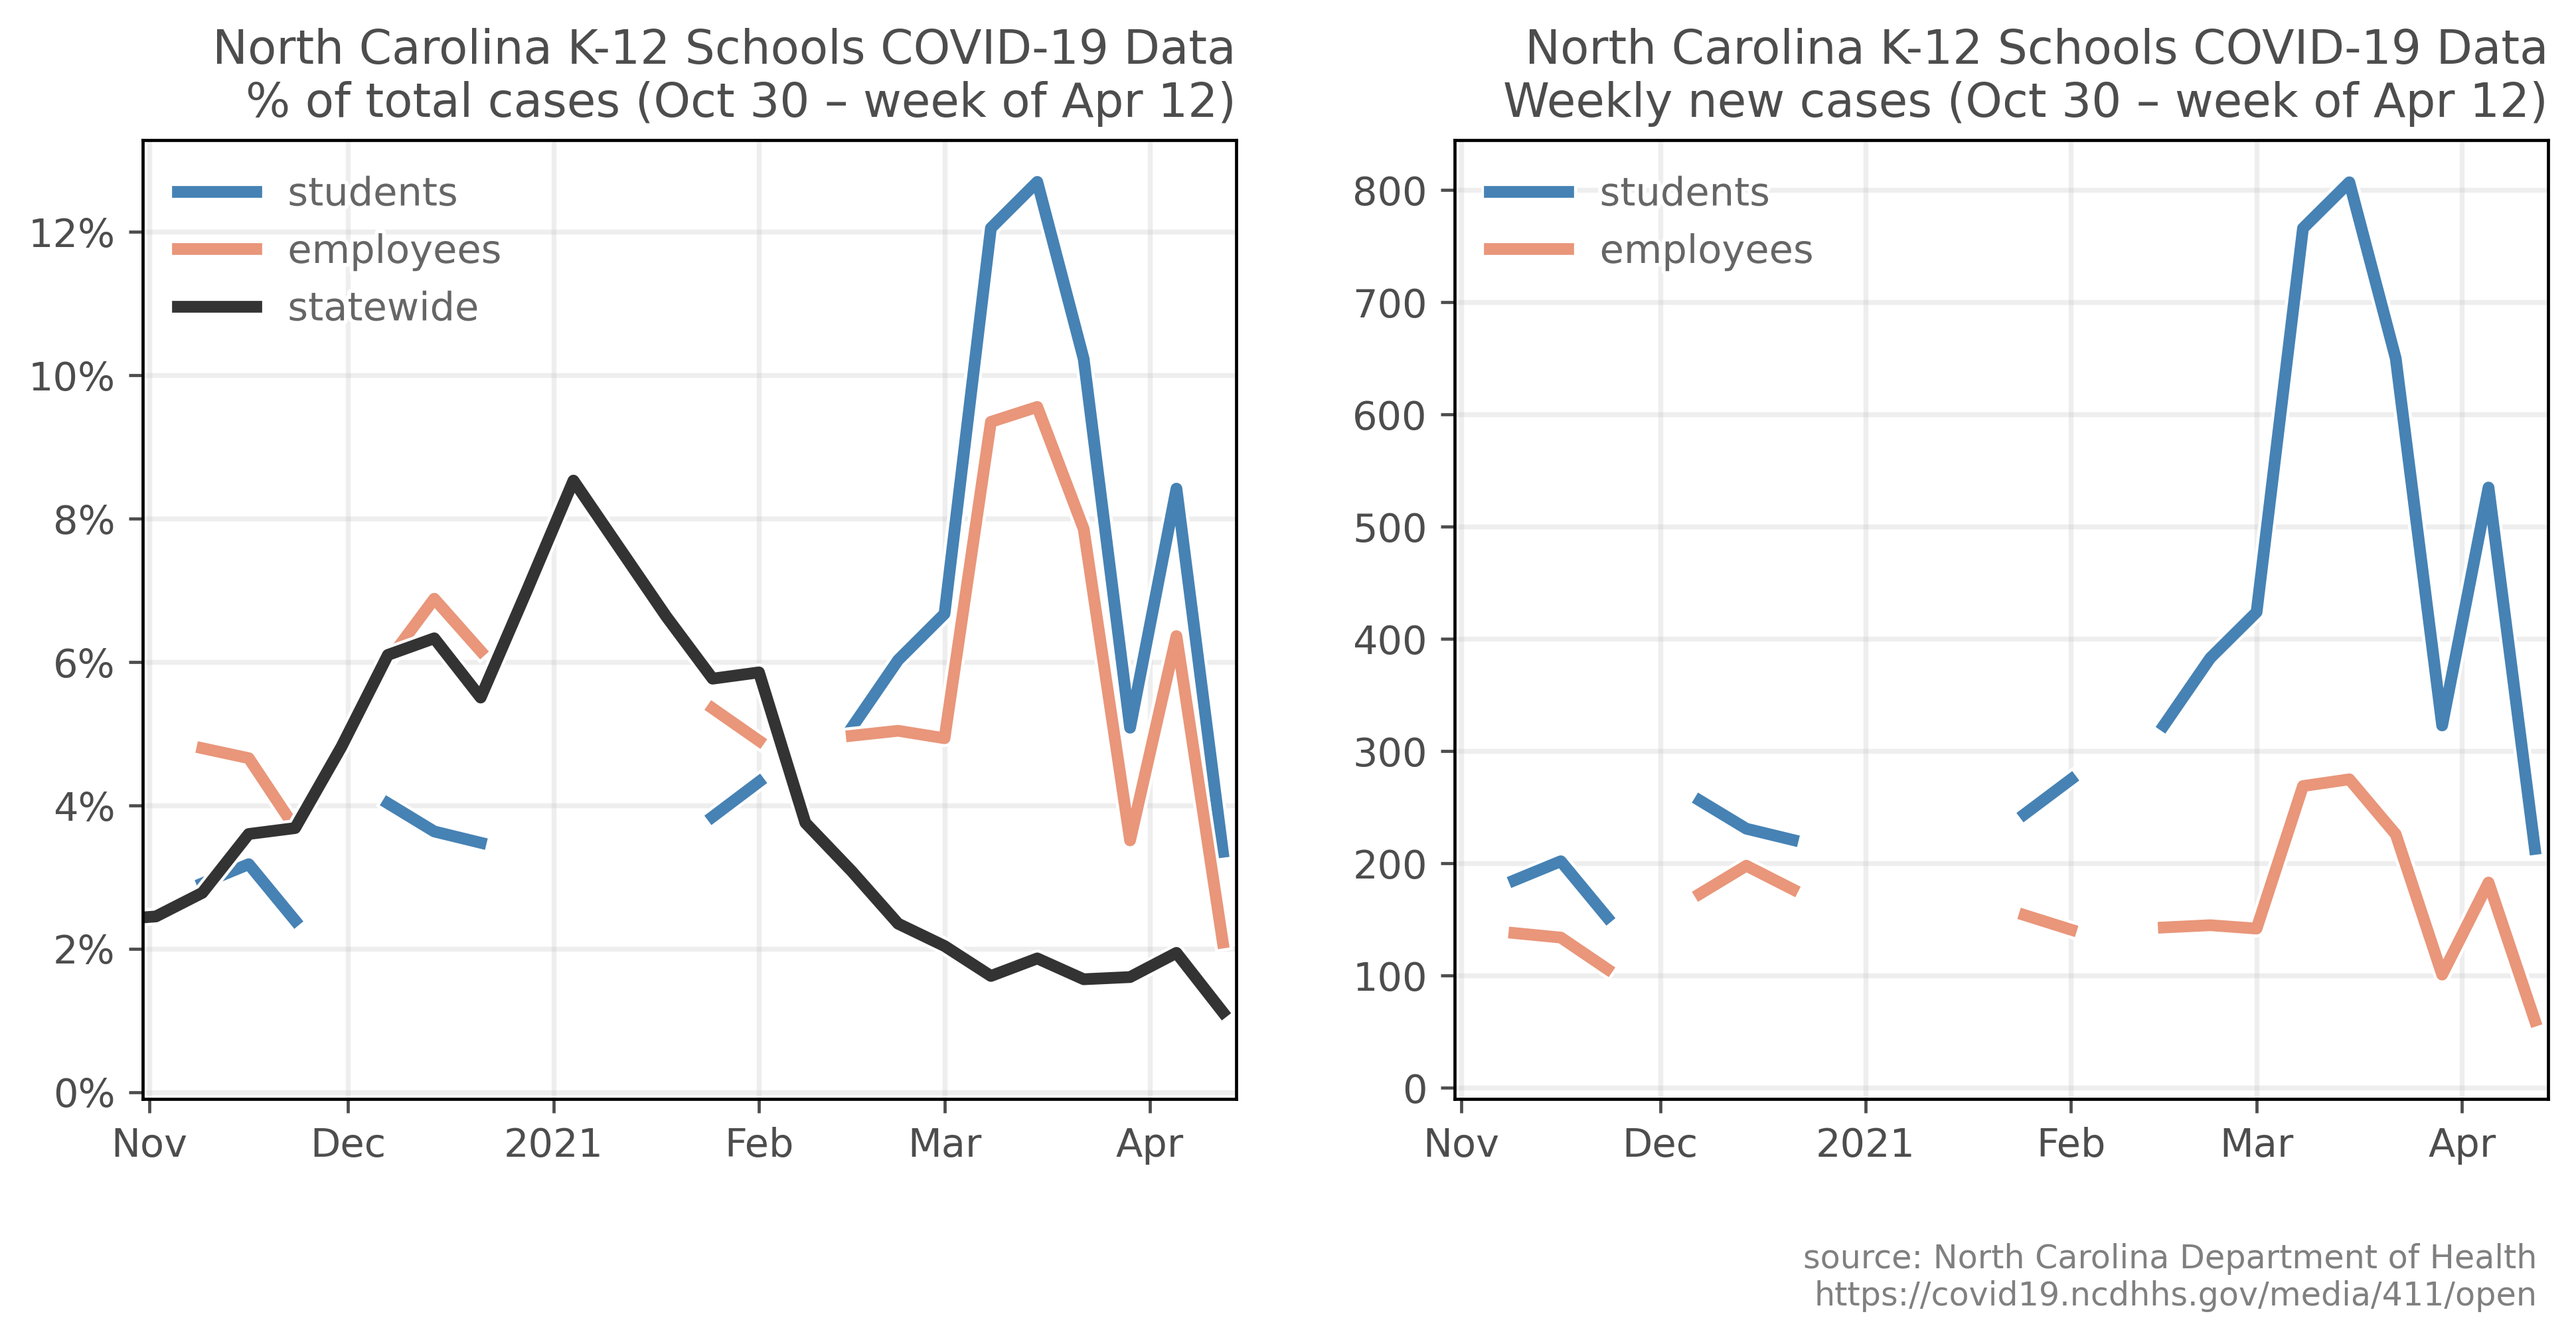 North Carolina K-12 Schools COVID-19 Data
% of total cases (Oct 30 – week of Apr 12)
students
employees
statewide
12%
10%
8%
6%
4%
2%
0%
Nov
Dec
2021
Feb
Mar
Apr
North Carolina K-12 Schools COVID-19 Data
Weekly new cases (Oct 30 – week of Apr 12)
students
employees
800
700
600
500
400
300
200
100
0
Nov
Dec
2021
Feb
Mar
Apr
source: North Carolina Department of Health
https://covid19.ncdhhs.gov/media/411/open